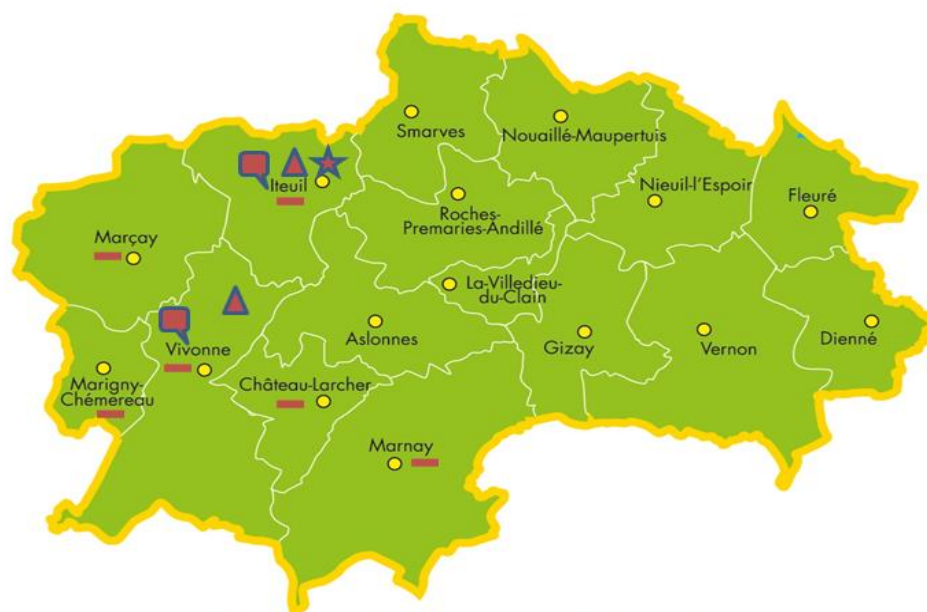 Smarves
Nouaillé-Maupertuis
Iteuil
Nieuil-l'Espoir
Fleuré
Roches-
Premaries-Andillé
Marçay
La-Villedieu-
du-Clain
Aslonnes
Gizay
Vernon
Dienné
Vivonne
Marigny-
Chémereau
Château-Larcher
Marnay